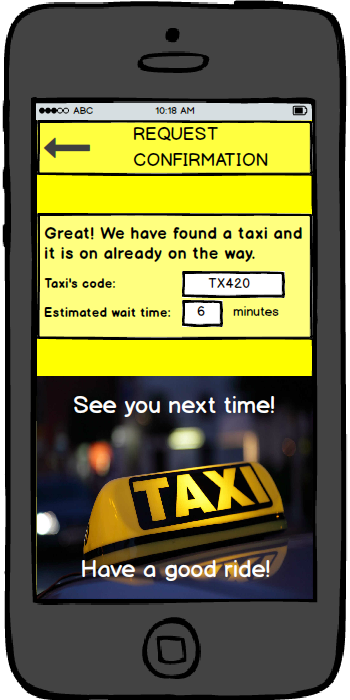 ABC 10:18 AM
REQUEST
CONFIRMATION
Great! We have found a taxi and
it is on already on the way.
Taxi's code: TX420
Estimated wait time: 6 minutes
See you next time!
TAXI
Have a good ride!